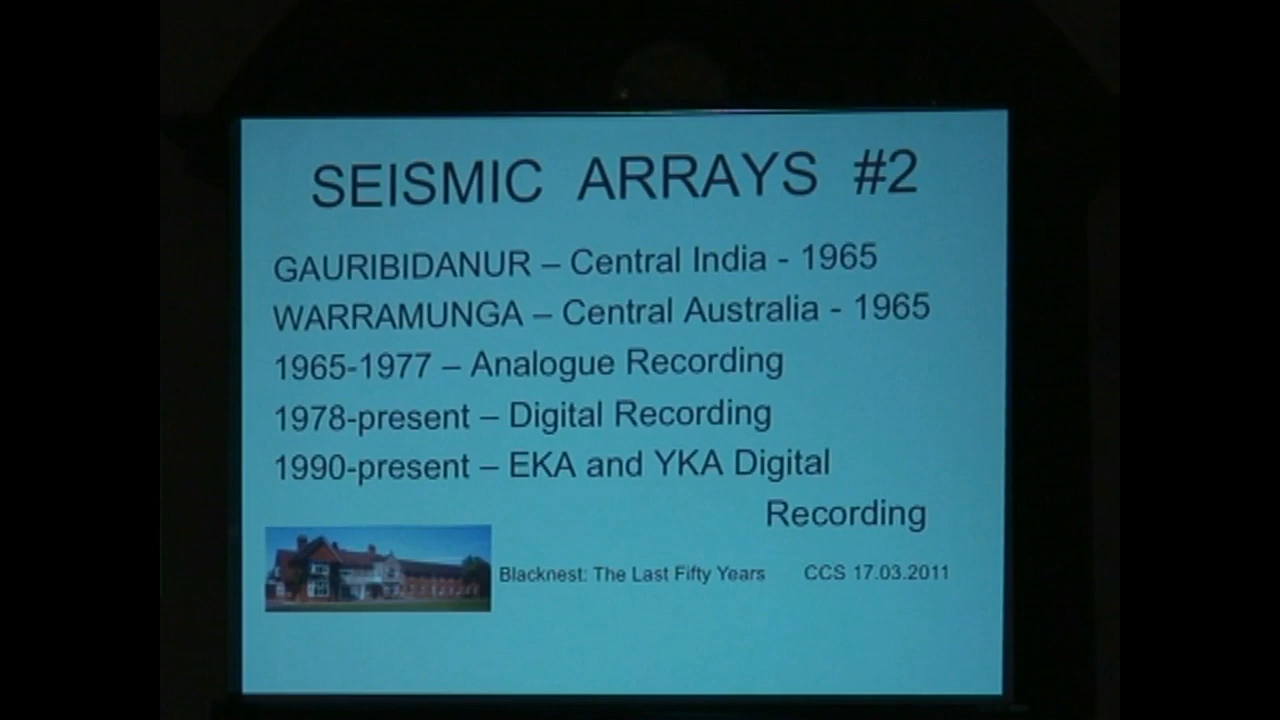 SEISMIC ARRAYS #2
GAURIBIDANUR – Central India - 1965
WARRAMUNGA – Central Australia - 1965
1965-1977 – Analogue Recording
1978-present – Digital Recording
1990-present – EKA and YKA Digital
Recording
Blacknest: The Last Fifty Years CCS 17.03.2011